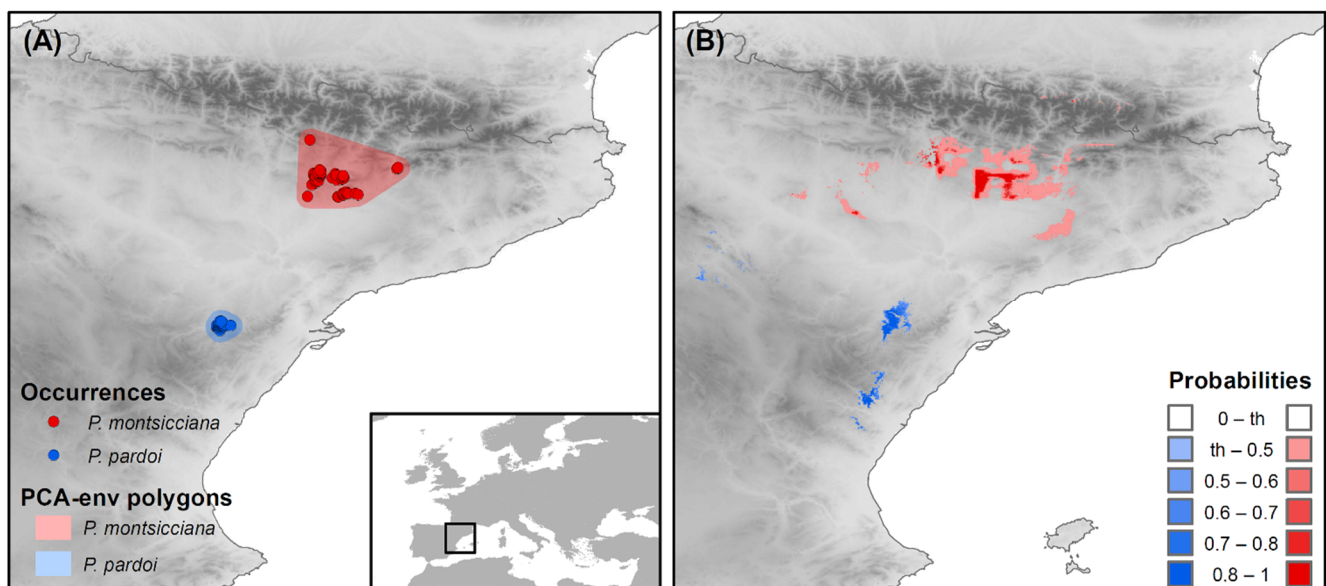 (A)
Occurrences
P. montsicciana
P. pardoi
PCA-env polygons
P. montsicciana
P. pardoi
(B)
Probabilities
0 – th
th – 0.5
0.5 – 0.6
0.6 – 0.7
0.7 – 0.8
0.8 – 1